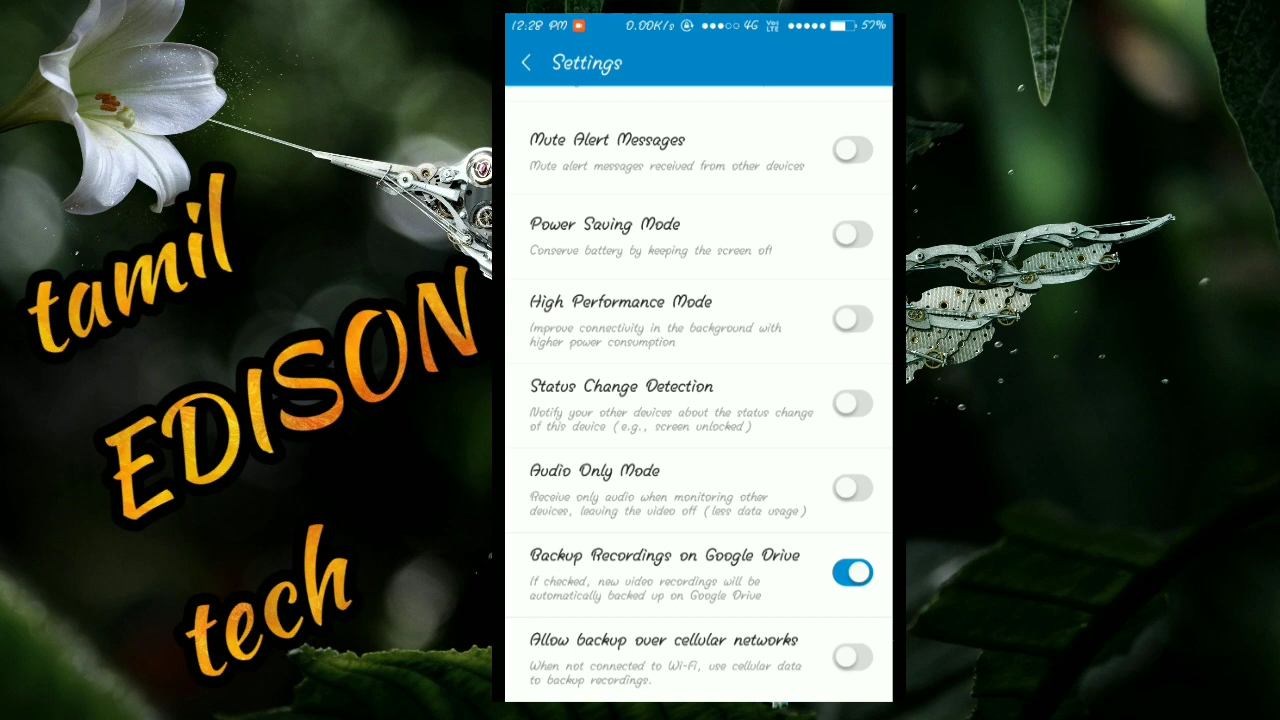 tamil
EDISON
tech
12:28 PM 0.00K/s 4G VoLTE 57%
Settings
Mute Alert Messages
Mute alert messages received from other devices
Power Saving Mode
Conserve battery by keeping the screen off
High Performance Mode
Improve connectivity in the background with
higher power consumption
Status Change Detection
Notify your other devices about the status change
of this device (e.g., screen unlocked)
Audio Only Mode
Receive only audio when monitoring other
devices, leaving the video off (less data usage)
Backup Recordings on Google Drive
If checked, new video recordings will be
automatically backed up on Google Drive
Allow backup over cellular networks
When not connected to Wi-Fi, use cellular data
to backup recordings.